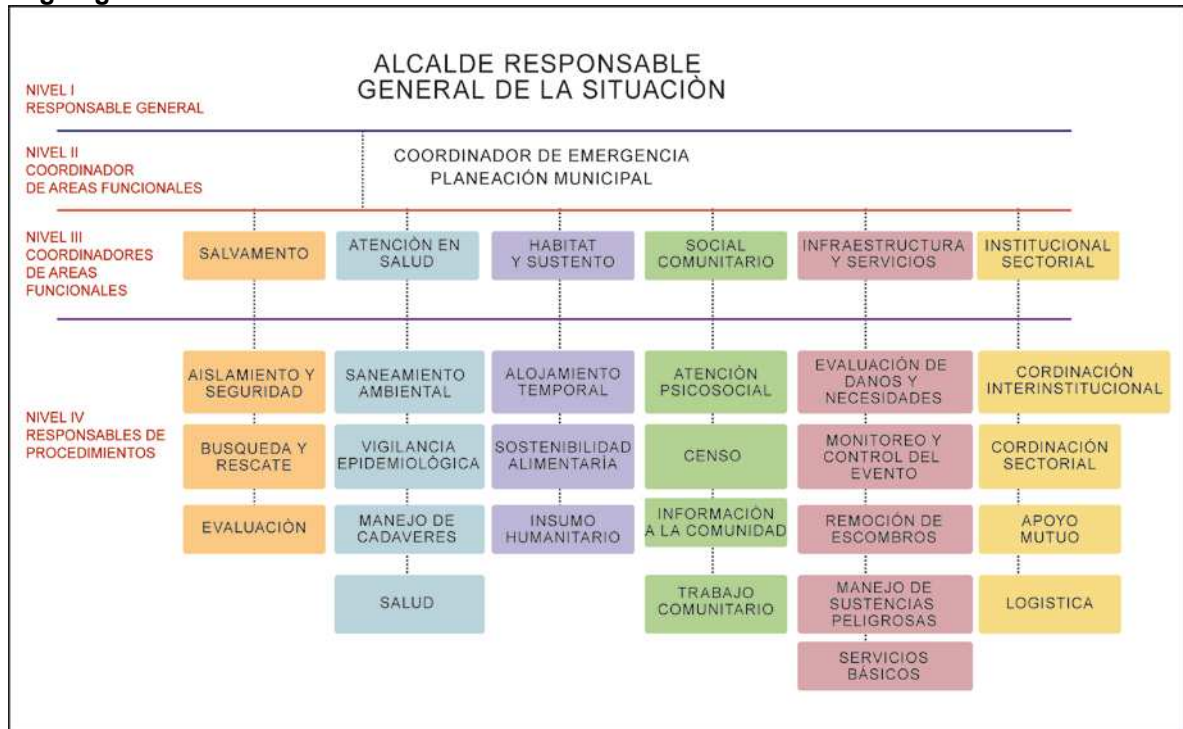 ALCALDE RESPONSABLE
GENERAL DE LA SITUACIÒN
NIVEL I
RESPONSABLE GENERAL
NIVEL II
COORDINADOR
DE AREAS FUNCIONALES
COORDINADOR DE EMERGENCIA
PLANEACIÓN MUNICIPAL
NIVEL III
COORDINADORES
DE AREAS
FUNCIONALES
SALVAMENTO
ATENCIÒN EN
SALUD
HABITAT
Y SUSTENTO
SOCIAL
COMUNITARIO
INFRAESTRUCTURA
Y SERVICIOS
INSTITUCIONAL
SECTORIAL
NIVEL IV
RESPONSABLES DE
PROCEDIMIENTOS
AISLAMIENTO Y
SEGURIDAD
SANEAMIENTO
AMBIENTAL
ALOJAMIENTO
TEMPORAL
ATENCIÓN
PSICOSOCIAL
EVALUACIÓN DE
DANOS Y
NECESIDADES
CORDINACIÓN
INTERINSTITUCIONAL
BUSQUEDA Y
RESCATE
VIGILANCIA
EPIDEMIOLÓGICA
SOSTENIBILIDAD
ALIMENTARÍA
CENSO
MONITOREO Y
CONTROL DEL
EVENTO
CORDINACIÓN
SECTORIAL
EVALUACIÒN
MANEJO DE
CADAVERES
INSUMO
HUMANITARIO
INFORMACIÓN
A LA COMUNIDAD
REMOCIÓN DE
ESCOMBROS
APOYO
MUTUO
SALUD
TRABAJO
COMUNITARIO
MANEJO DE
SUSTENCIAS
PELIGROSAS
LOGISTICA
SERVICIOS
BÁSICOS